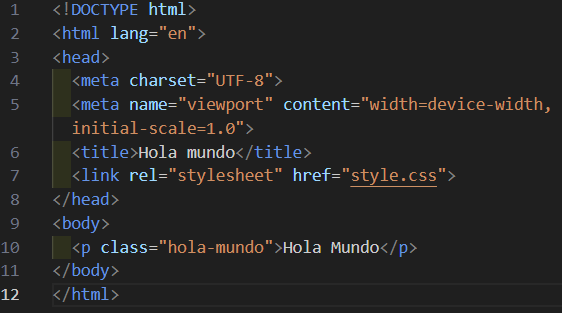 1 <!DOCTYPE html>
2 <html lang="en">
3 <head>
4 <meta charset="UTF-8">
5 <meta name="viewport" content="width=device-width,
initial-scale=1.0">
6 <title>Hola mundo</title>
7 <link rel="stylesheet" href="style.css">
8 </head>
9 <body>
10 <p class="hola-mundo">Hola Mundo</p>
11 </body>
12 </html>